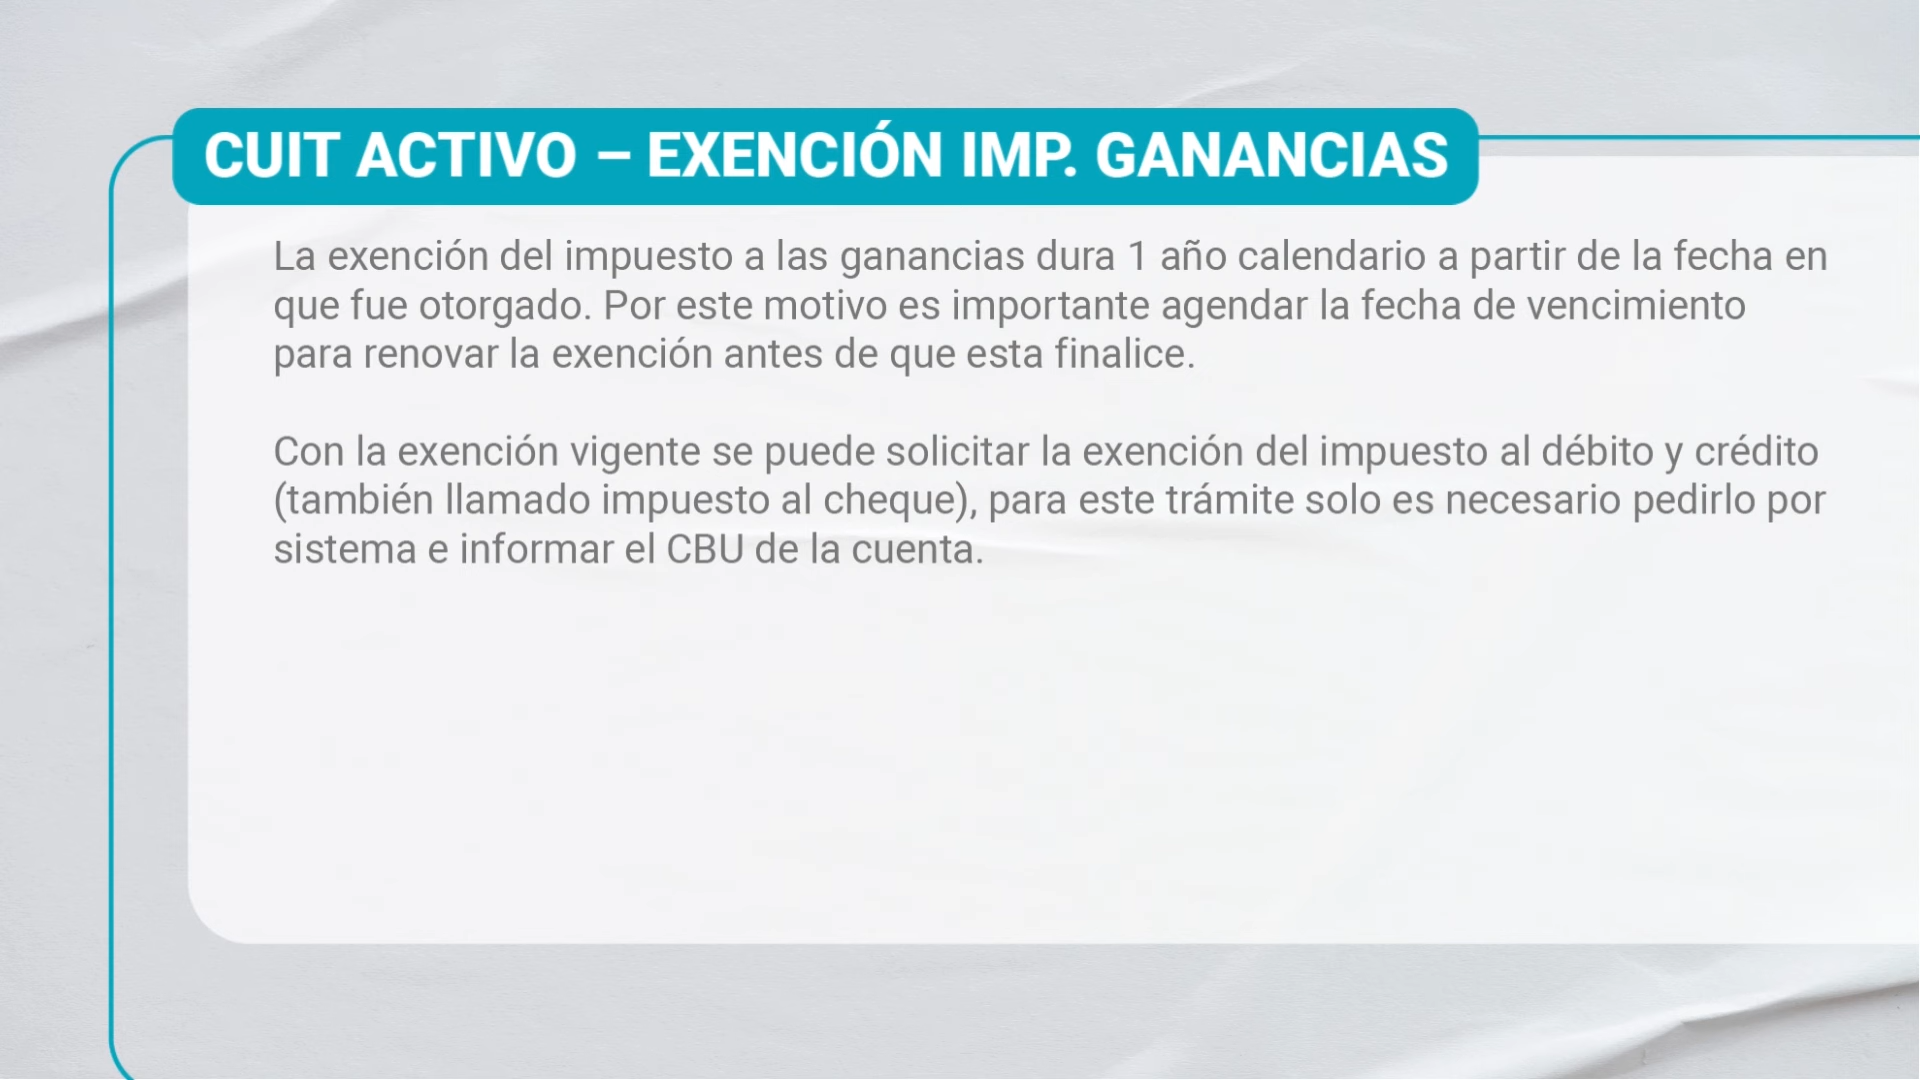 CUIT ACTIVO – EXENCIÓN IMP. GANANCIAS
La exención del impuesto a las ganancias dura 1 año calendario a partir de la fecha en
que fue otorgado. Por este motivo es importante agendar la fecha de vencimiento
para renovar la exención antes de que esta finalice.
Con la exención vigente se puede solicitar la exención del impuesto al débito y crédito
(también llamado impuesto al cheque), para este trámite solo es necesario pedirlo por
sistema e informar el CBU de la cuenta.